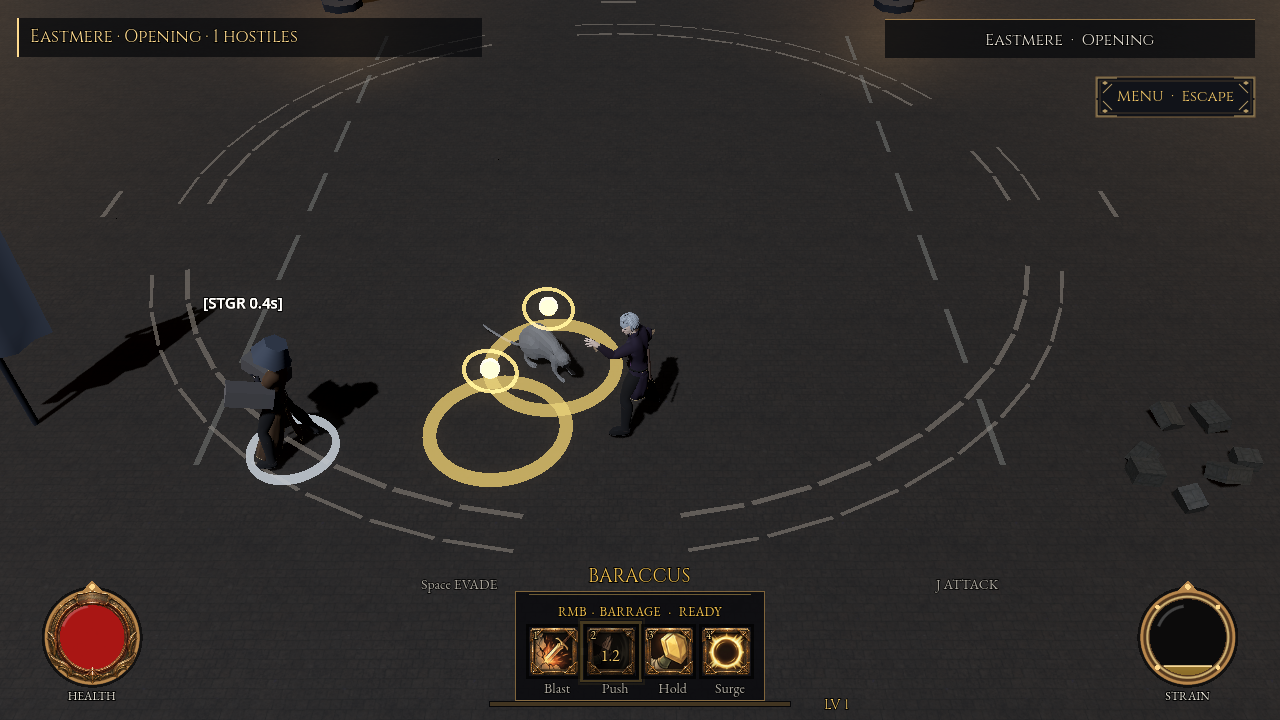 EASTMERE · OPENING · 1 HOSTILES
EASTMERE · OPENING
MENU · ESCAPE
[STGR 0.4s]
Space EVADE
BARACCUS
J ATTACK
RMB · BARRAGE · READY
1 2 3 4
1.2
Blast Push Hold Surge
HEALTH
STRAIN
LV 1